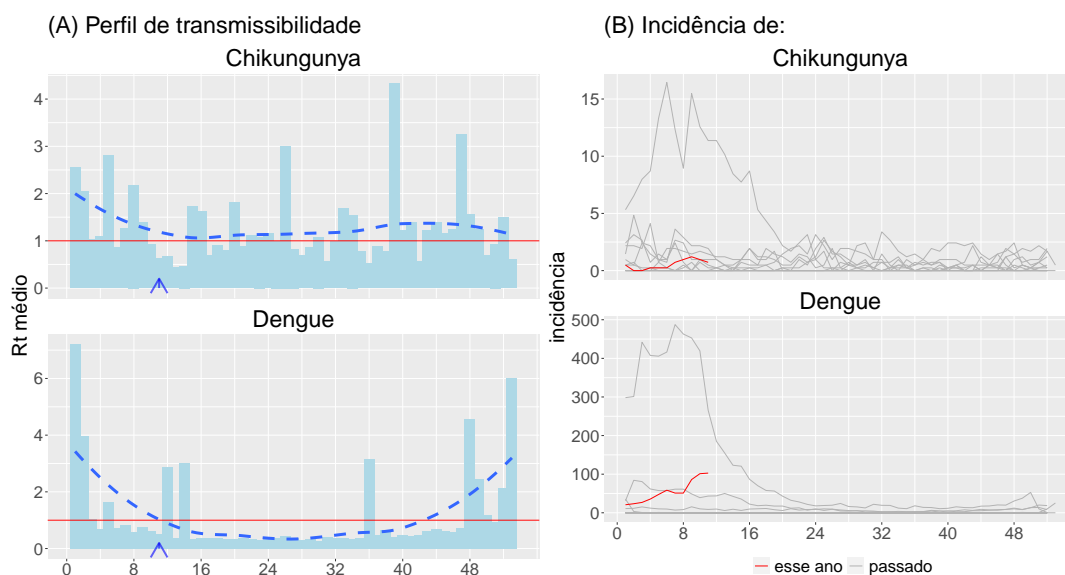 (A) Perfil de transmissibilidade
Chikungunya
4
3
2
1
0
Dengue
6
4
2
0
0 8 16 24 32 40 48
Rt médio
(B) Incidência de:
Chikungunya
15
10
5
0
Dengue
500
400
300
200
100
0
0 8 16 24 32 40 48
incidência
esse ano passado